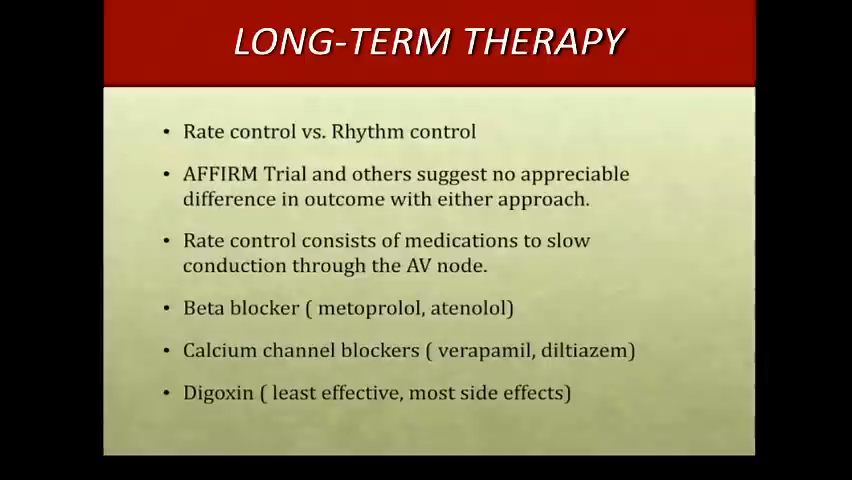 LONG-TERM THERAPY
• Rate control vs. Rhythm control
• AFFIRM Trial and others suggest no appreciable
difference in outcome with either approach.
• Rate control consists of medications to slow
conduction through the AV node.
• Beta blocker ( metoprolol, atenolol)
• Calcium channel blockers ( verapamil, diltiazem)
• Digoxin ( least effective, most side effects)